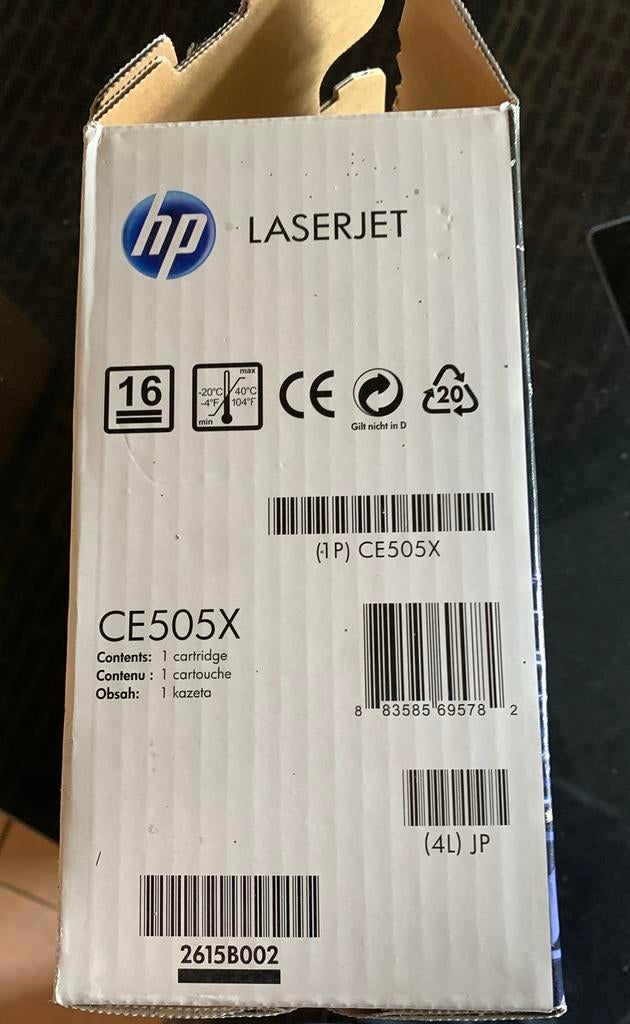 hp LASERJET
16
max
-20°C 40°C
-4°F 104°F
min
CE
Gilt nicht in D
20
(1P) CE505X
CE505X
Contents: 1 cartridge
Contenu : 1 cartouche
Obsah: 1 kazeta
8 83585 69578 2
(4L) JP
2615B002